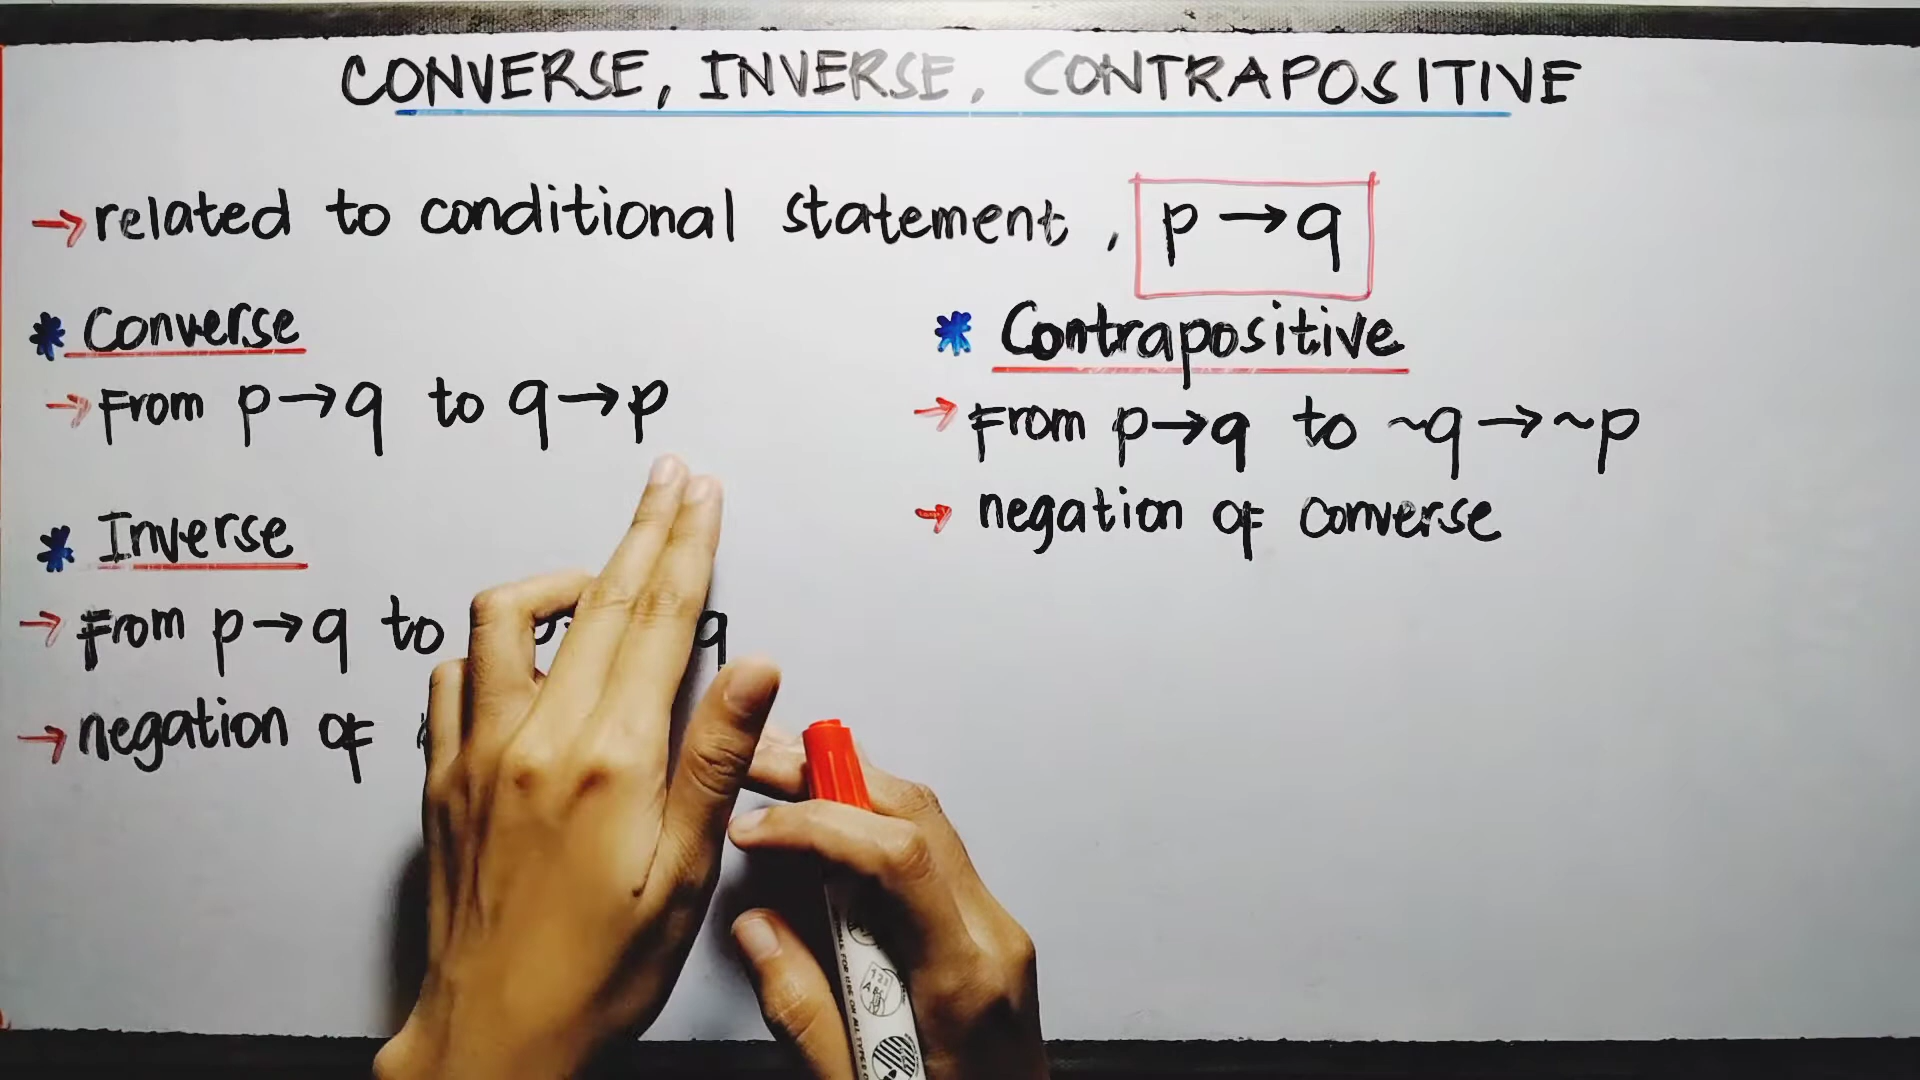 CONVERSE, INVERSE, CONTRAPOSITIVE
→ related to conditional statement, p → q
* Converse
→ From p → q to q → p
* Inverse
→ From p → q to q
→ negation of
* Contrapositive
→ From p → q to ~q → ~p
→ negation of converse